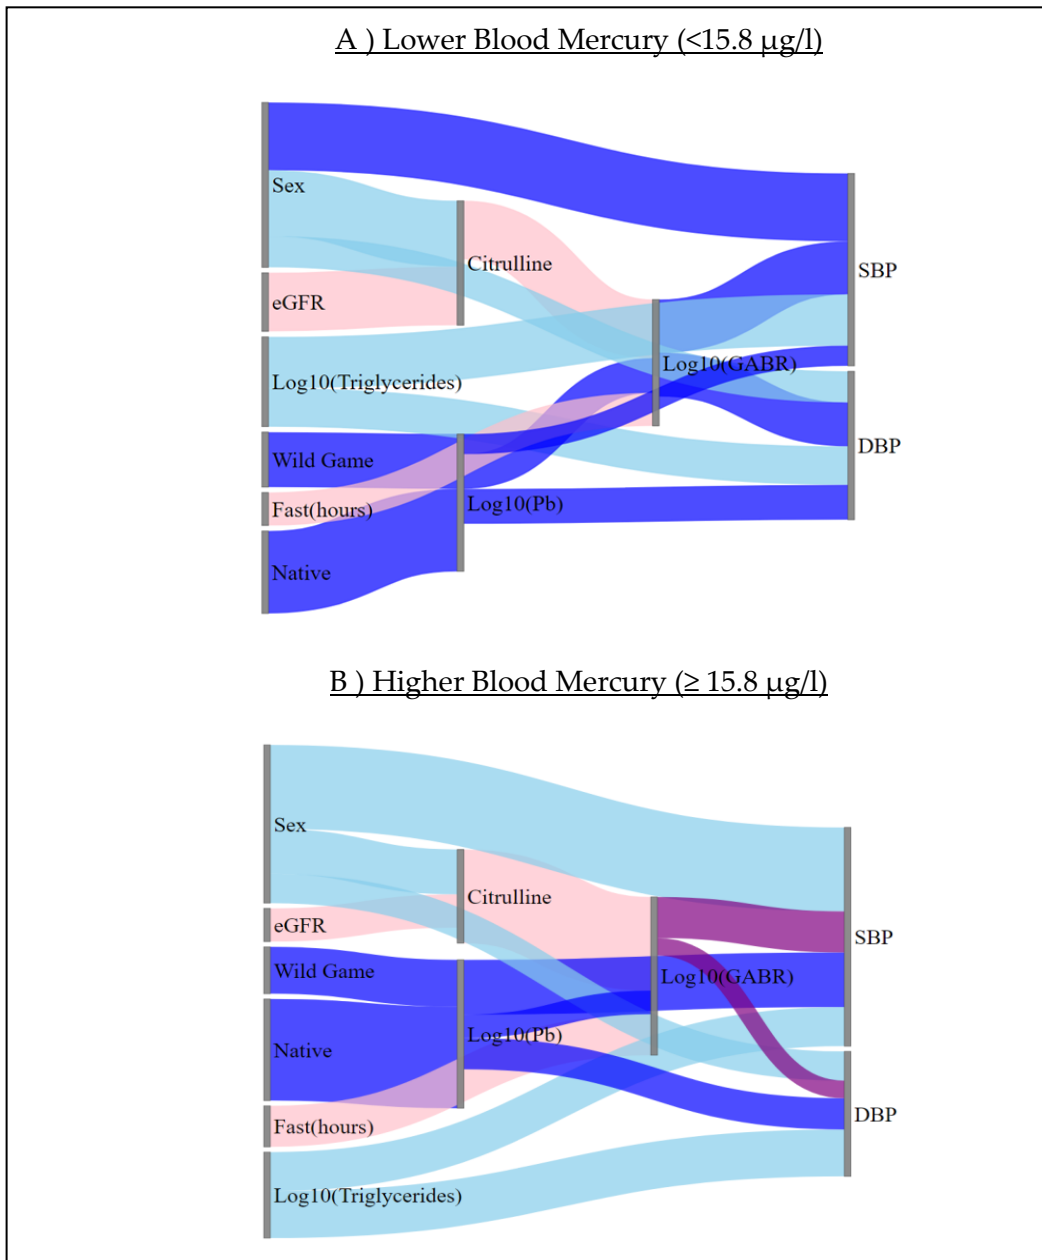 A ) Lower Blood Mercury (<15.8 µg/l)
Sex
Citrulline
SBP
eGFR
Log10(GABR)
Log10(Triglycerides)
DBP
Wild Game
Log10(Pb)
Fast(hours)
Native
B ) Higher Blood Mercury (≥ 15.8 µg/l)
Sex
Citrulline
eGFR
SBP
Wild Game
Log10(GABR)
Log10(Pb)
Native
DBP
Fast(hours)
Log10(Triglycerides)